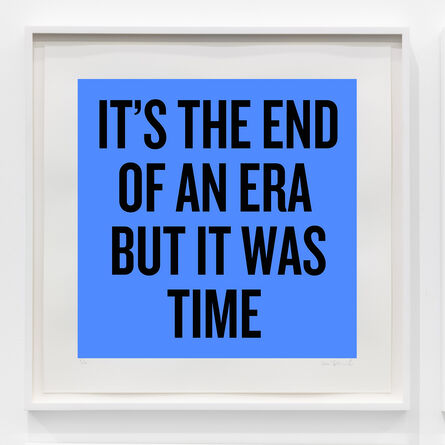 IT'S THE END
OF AN ERA
BUT IT WAS
TIME